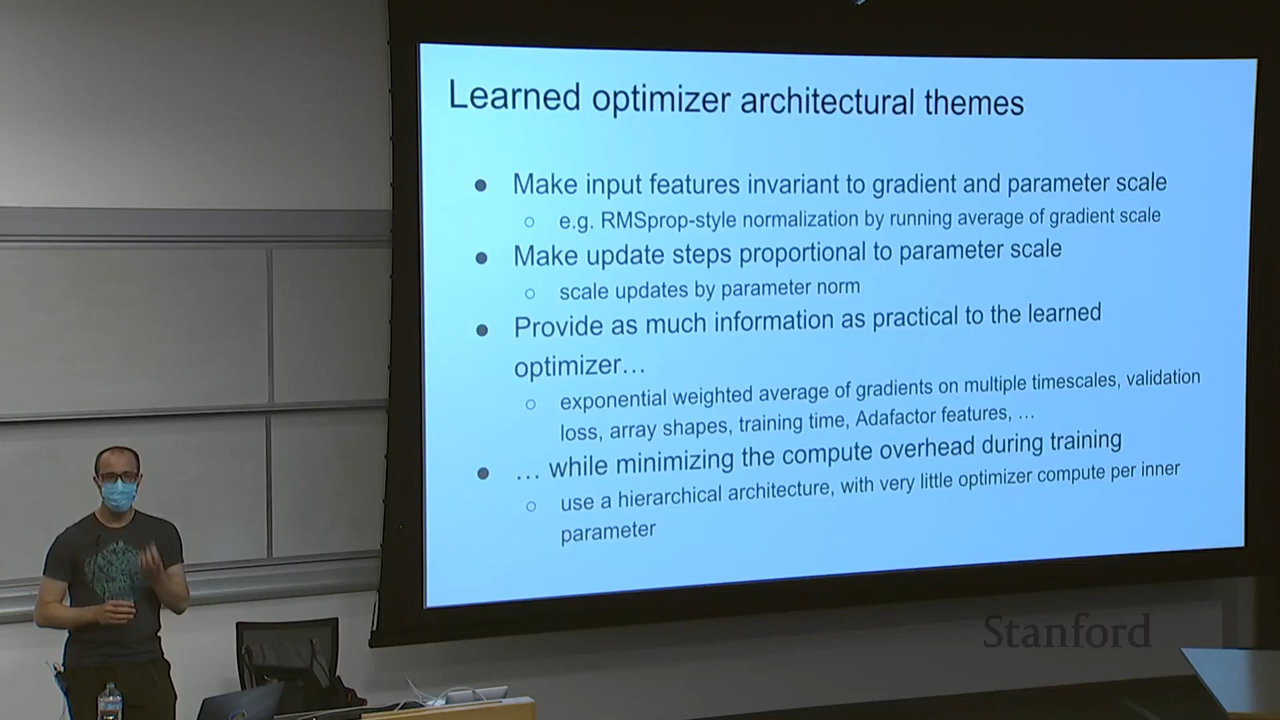 Learned optimizer architectural themes
● Make input features invariant to gradient and parameter scale
○ e.g. RMSprop-style normalization by running average of gradient scale
● Make update steps proportional to parameter scale
○ scale updates by parameter norm
● Provide as much information as practical to the learned
optimizer…
○ exponential weighted average of gradients on multiple timescales, validation
loss, array shapes, training time, Adafactor features, …
● … while minimizing the compute overhead during training
○ use a hierarchical architecture, with very little optimizer compute per inner
parameter
Stanford